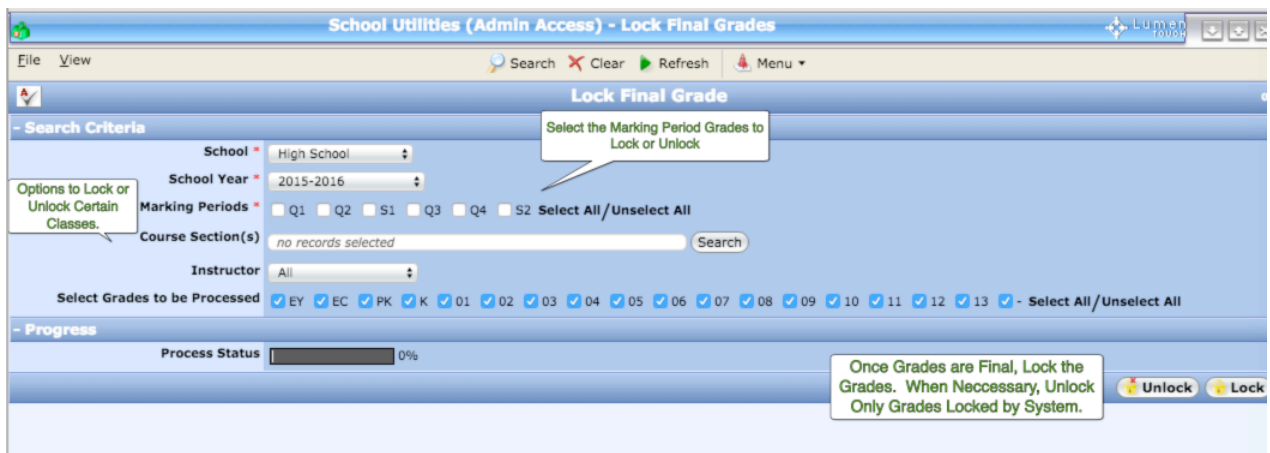 School Utilities (Admin Access) - Lock Final Grades
Lumen
TOUCH
File View
Search Clear Refresh Menu
Lock Final Grade
- Search Criteria
Select the Marking Period Grades to
Lock or Unlock
School * High School
School Year * 2015-2016
Options to Lock or
Unlock Certain
Classes.
Marking Periods * Q1 Q2 S1 Q3 Q4 S2 Select All/Unselect All
Course Section(s) no records selected Search
Instructor All
Select Grades to be Processed EY EC PK K 01 02 03 04 05 06 07 08 09 10 11 12 13 - Select All/Unselect All
- Progress
Process Status 0%
Once Grades are Final, Lock the
Grades. When Neccessary, Unlock
Only Grades Locked by System.
Unlock Lock